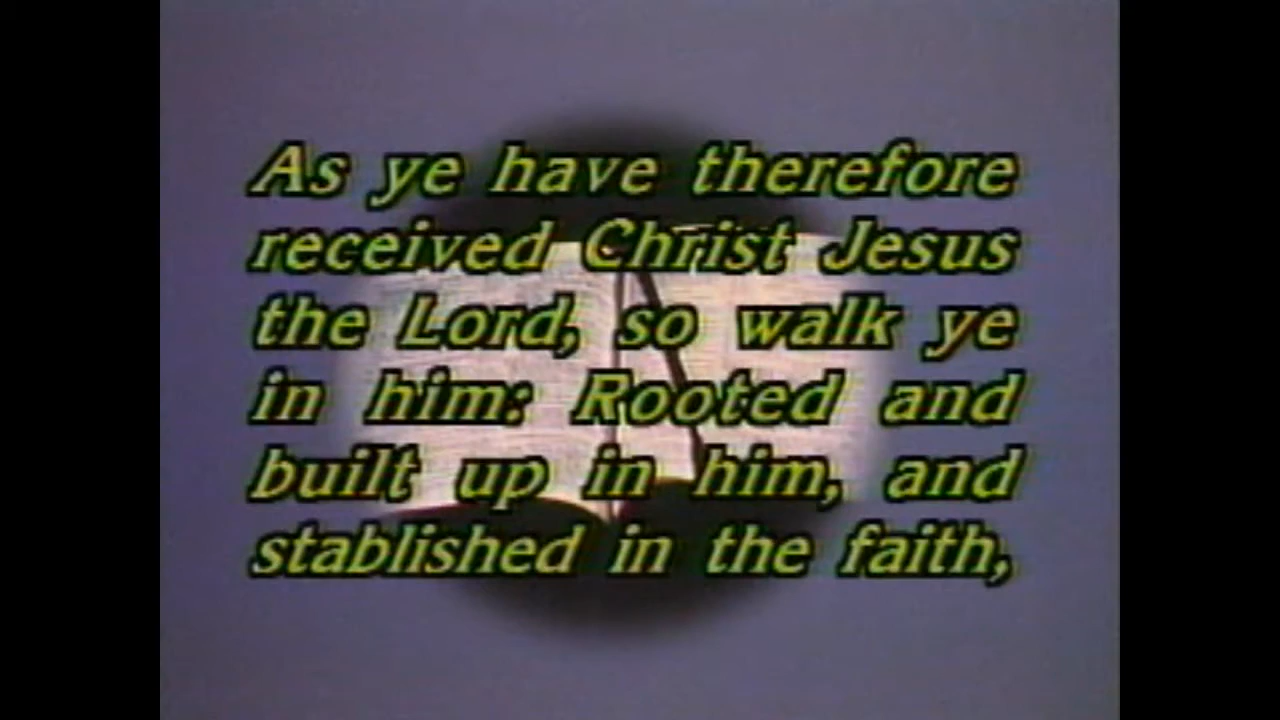 As ye have therefore
received Christ Jesus
the Lord, so walk ye
in him: Rooted and
built up in him, and
stablished in the faith,